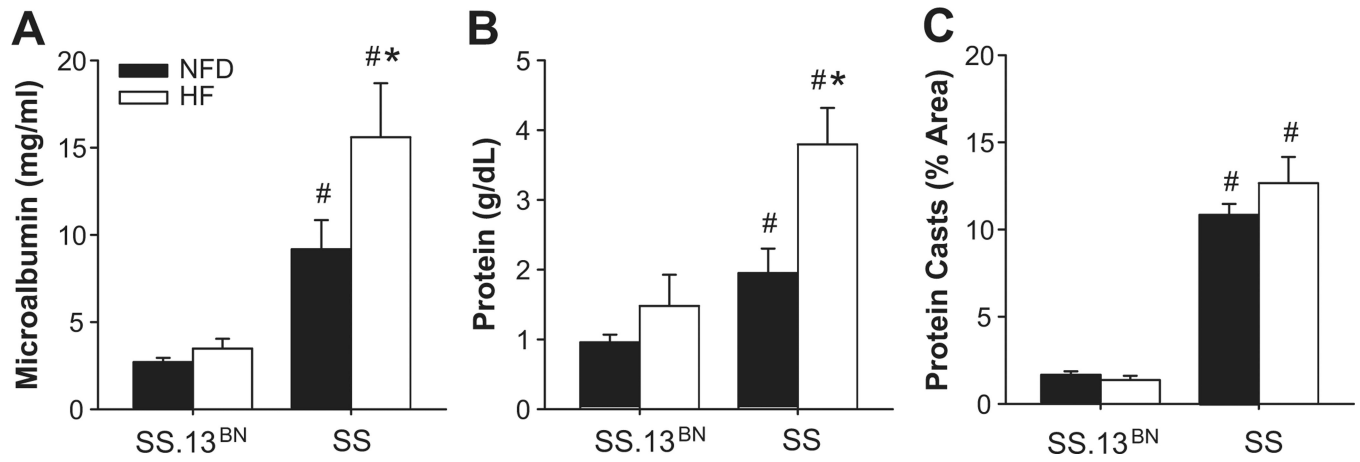 A
Microalbumin (mg/ml)
20
15
10
5
0
NFD
HF
#
#*
SS.13BN
SS
B
Protein (g/dL)
5
4
3
2
1
0
#
#*
SS.13BN
SS
C
Protein Casts (% Area)
20
15
10
5
0
#
#
SS.13BN
SS